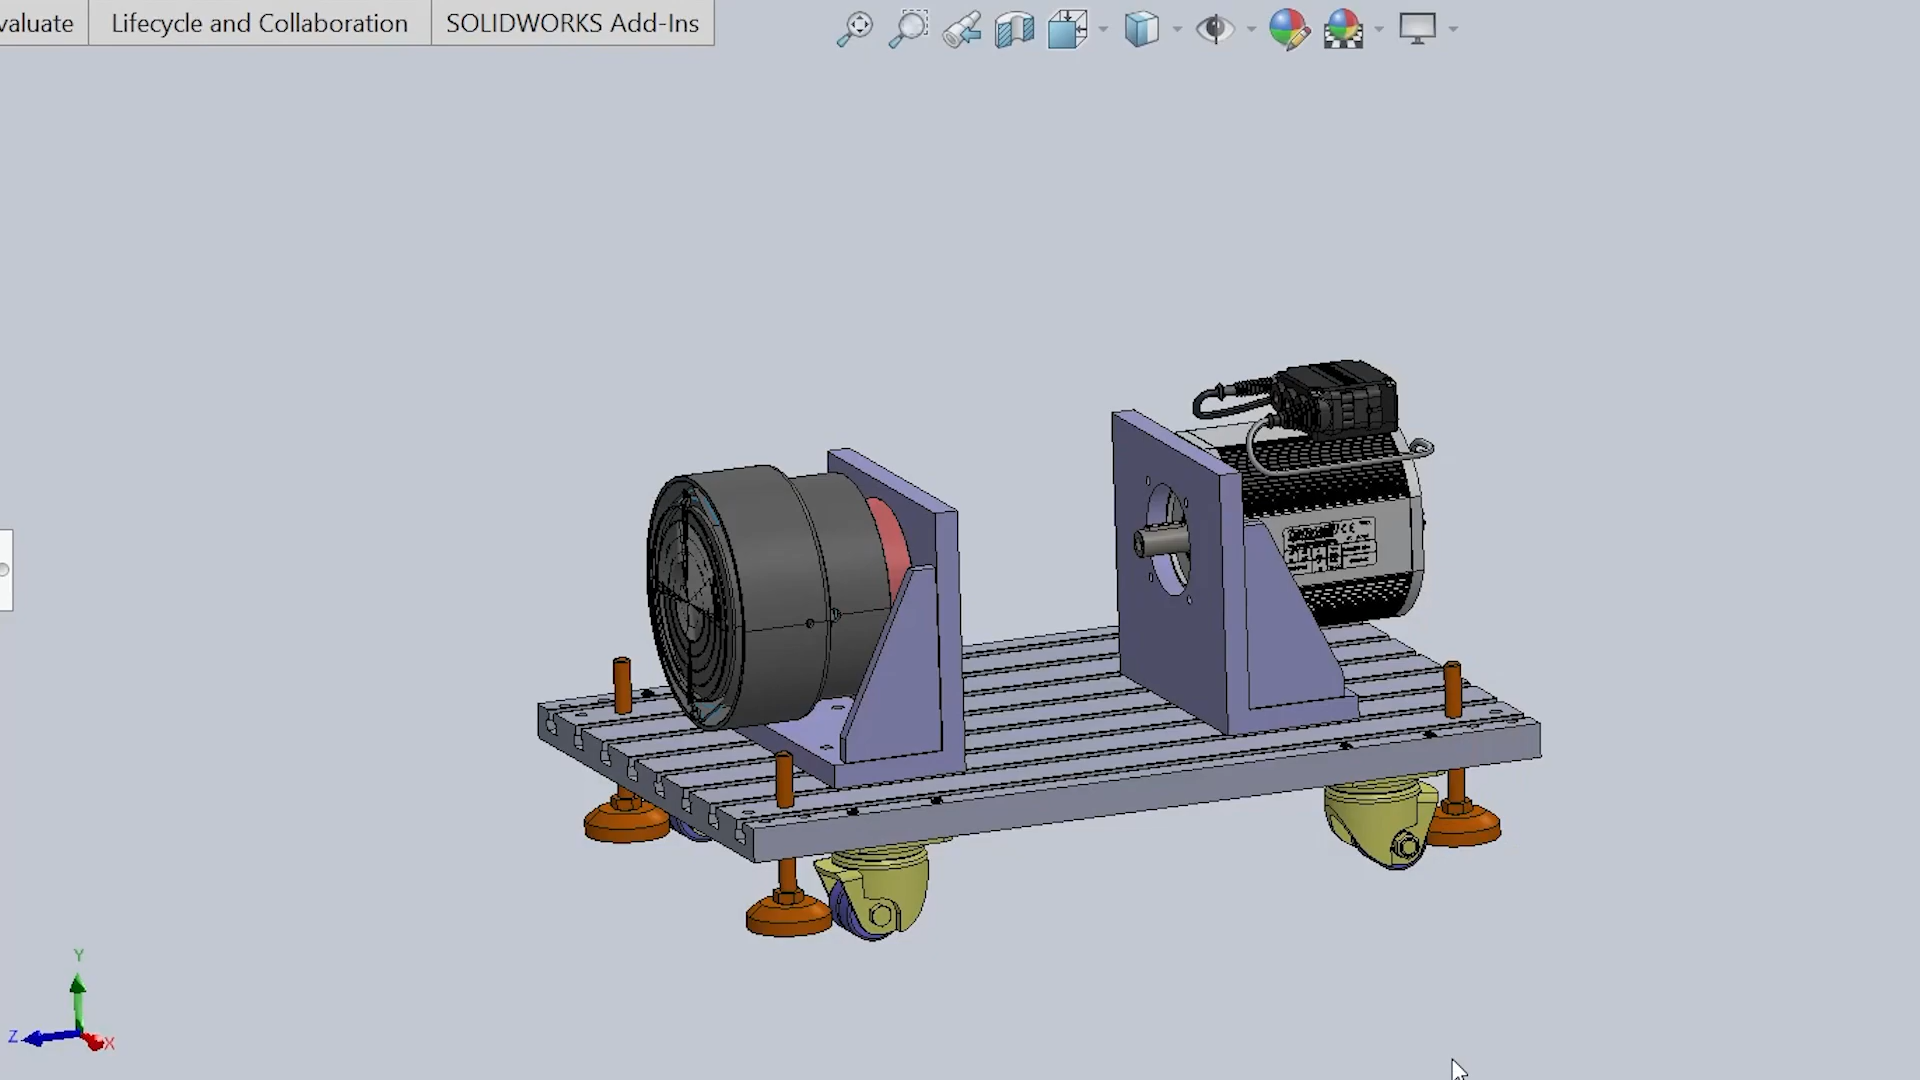 valuate
Lifecycle and Collaboration
SOLIDWORKS Add-Ins
Y
Z
X